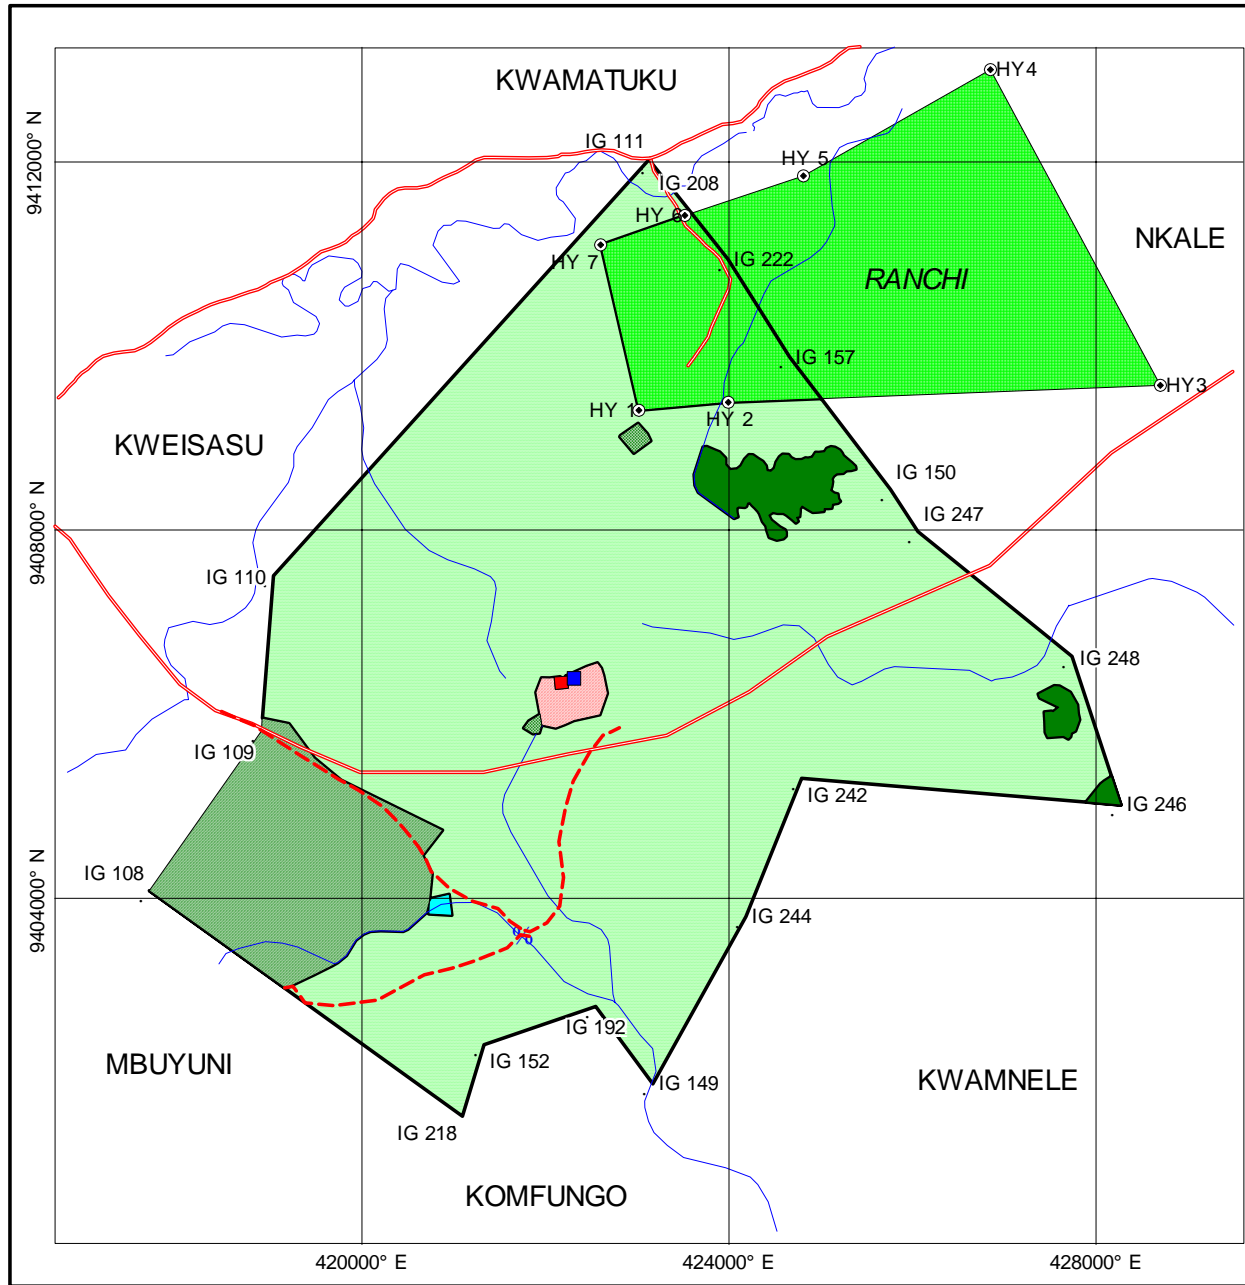 KWAMATUKU
HY4
IG 111
9412000° N
HY 5
IG 208
HY 6
NKALE
HY 7
IG 222
RANCHI
IG 157
HY3
HY 1
HY 2
KWEISASU
IG 150
IG 247
9408000° N
IG 110
IG 248
IG 109
IG 242
IG 246
IG 108
9404000° N
IG 244
IG 192
IG 152
MBUYUNI
IG 149
KWAMNELE
IG 218
KOMFUNGO
420000° E
424000° E
428000° E